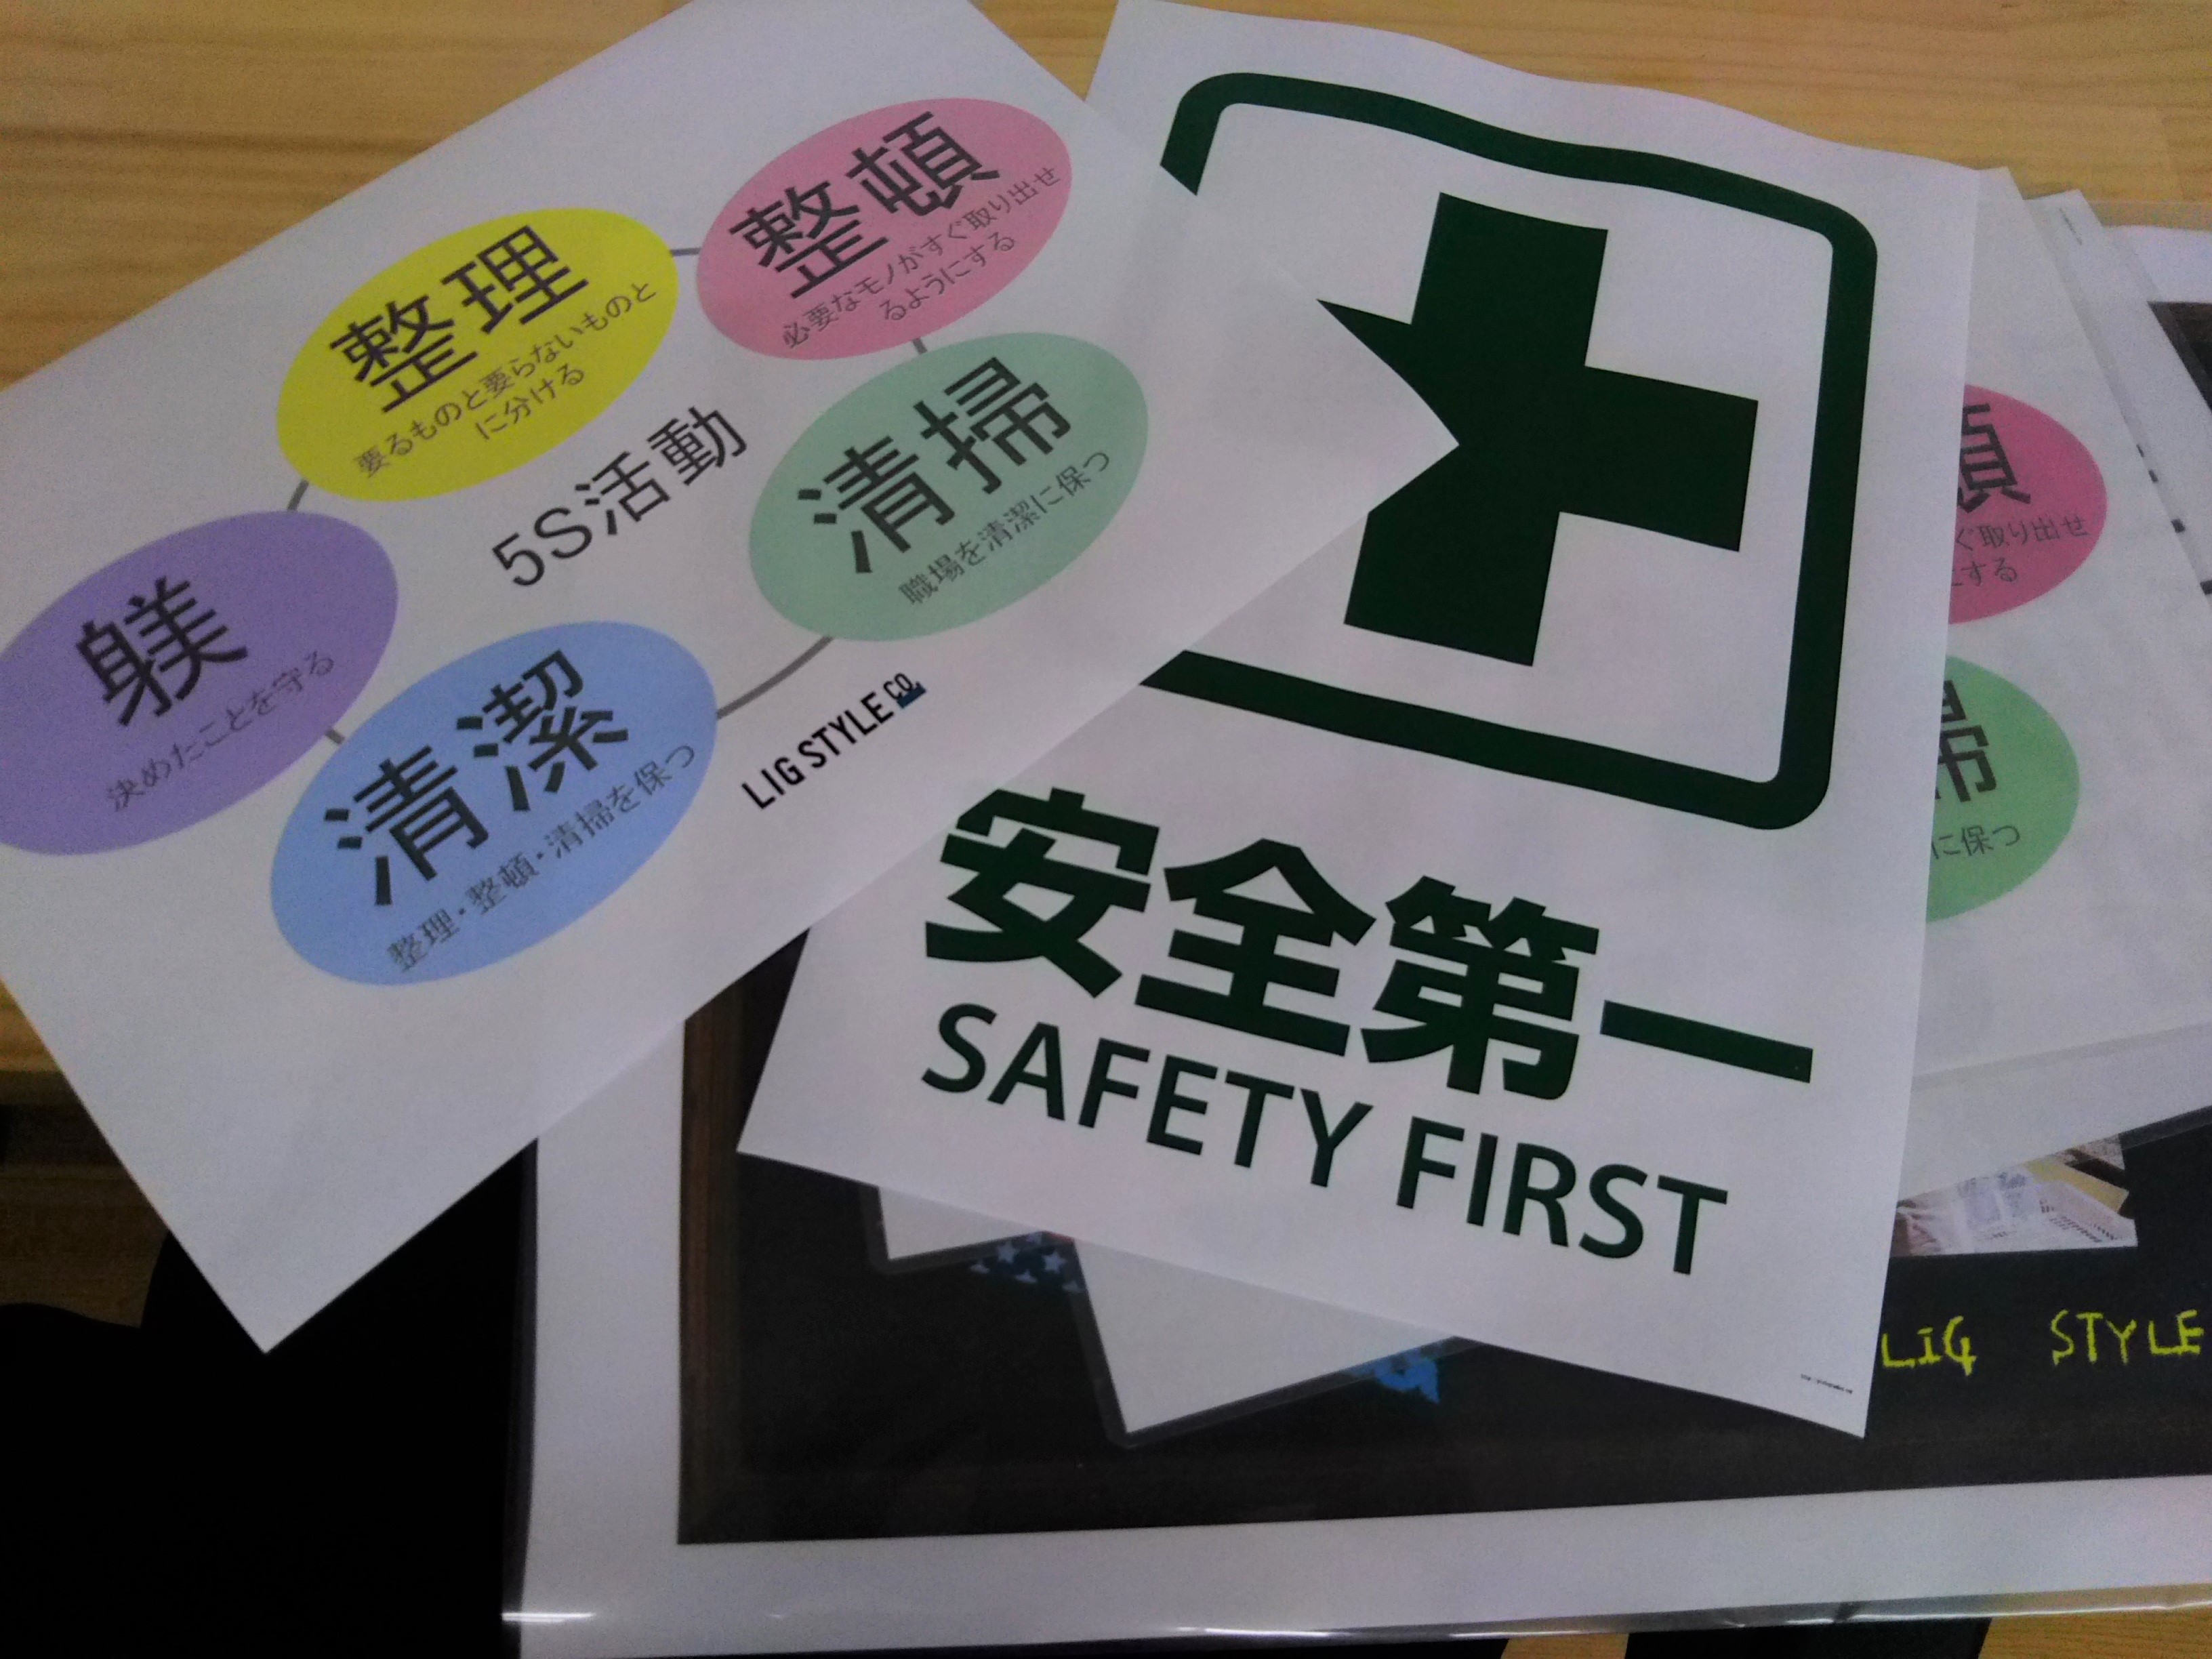 整頓
必要なモノがすぐ取り出せ
るようにする
整理
要るものと要らないものと
に分ける
5S活動
清掃
職場を清潔に保つ
躾
決めたことを守る
清潔
整理・整頓・清掃を保つ
LIG STYLE CO.
安全第一
SAFETY FIRST
頓
ぐ取り出せ
にする
掃
に保つ
LIG STYLE